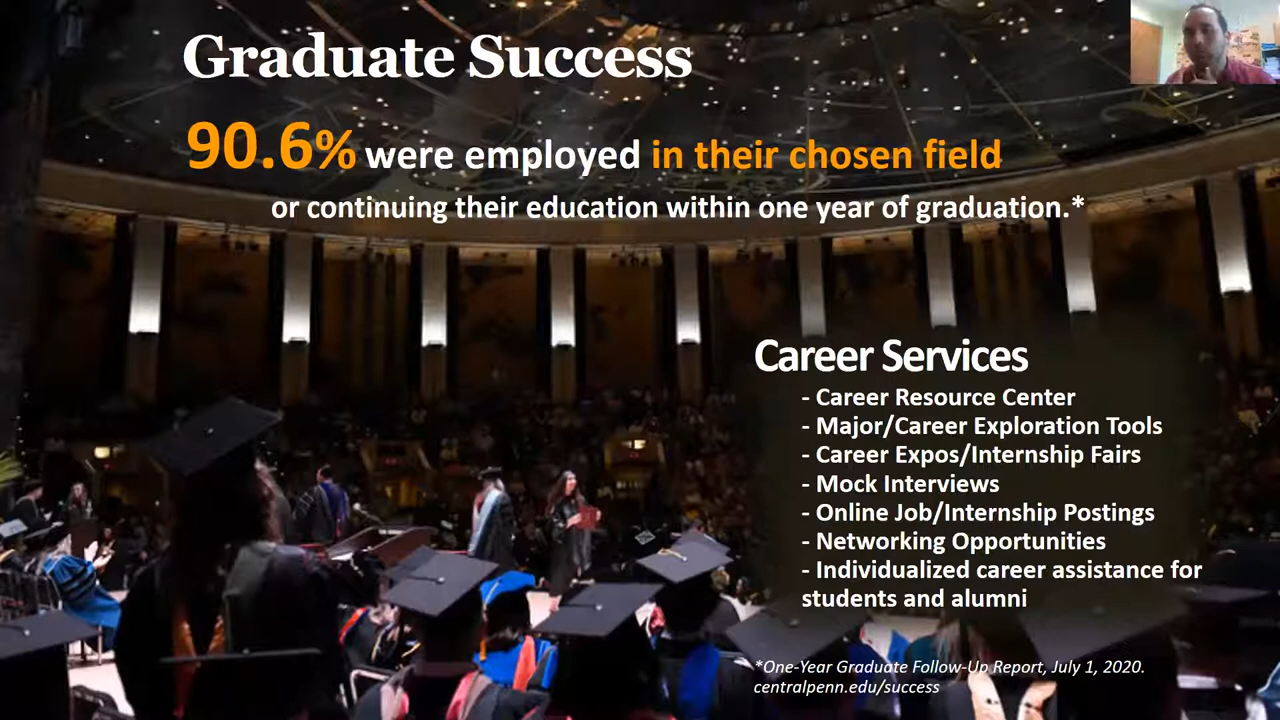 Graduate Success
90.6% were employed in their chosen field
or continuing their education within one year of graduation.*
Career Services
- Career Resource Center
- Major/Career Exploration Tools
- Career Expos/Internship Fairs
- Mock Interviews
- Online Job/Internship Postings
- Networking Opportunities
- Individualized career assistance for
students and alumni
*One-Year Graduate Follow-Up Report, July 1, 2020.
centralpenn.edu/success